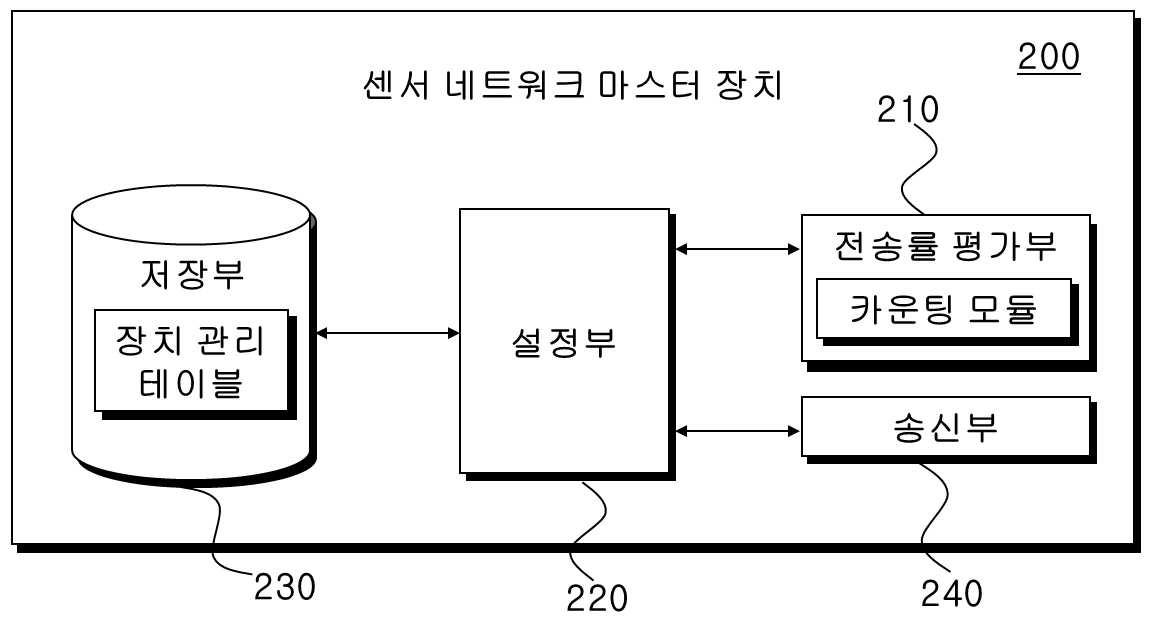 200
센서 네트워크 마스터 장치
210
저장부
장치 관리
테이블
설정부
전송률 평가부
카운팅 모듈
송신부
230
220
240